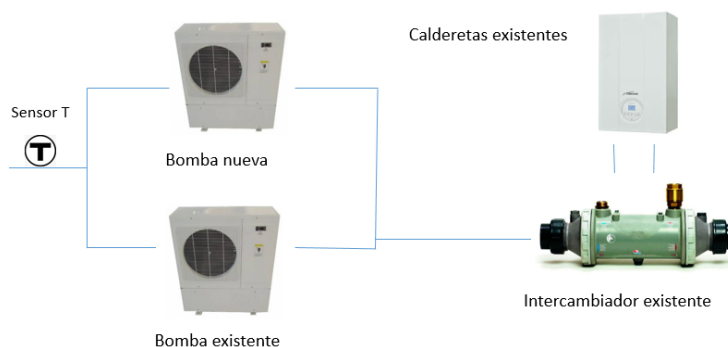 Calderetas existentes
Sensor T
T
Bomba nueva
Intercambiador existente
Bomba existente